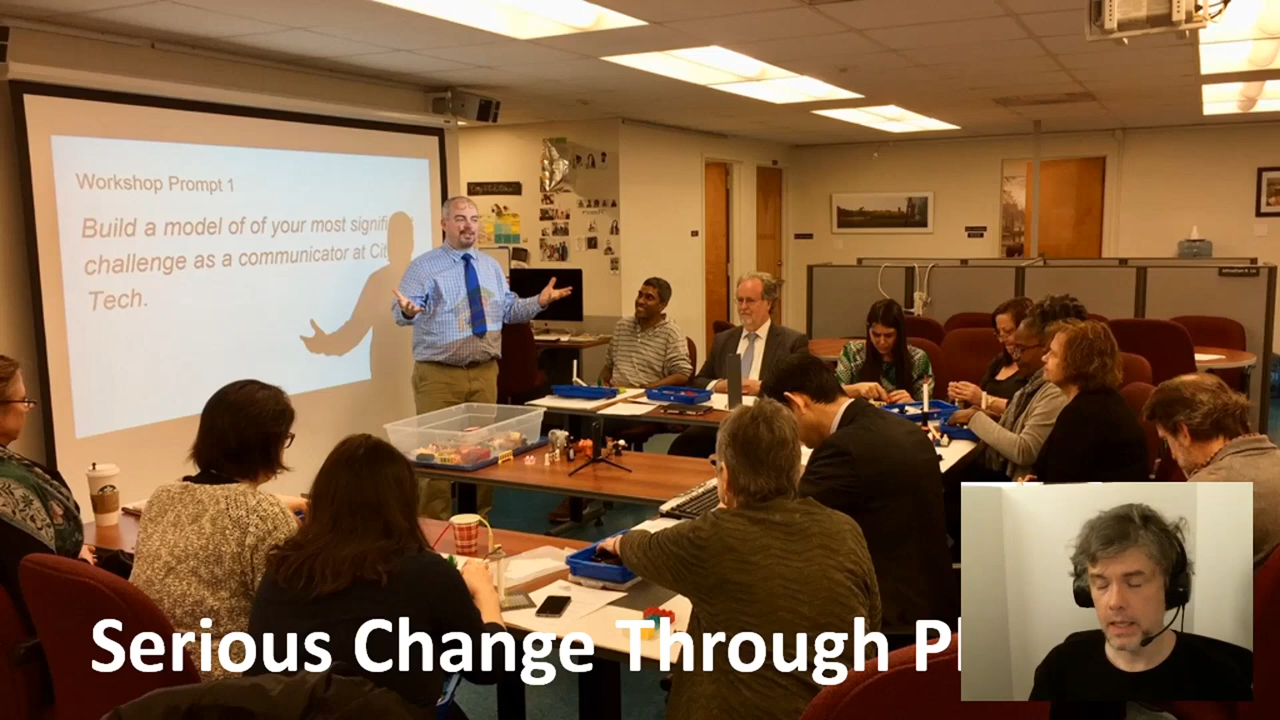 Workshop Prompt 1
Build a model of of your most signifi
challenge as a communicator at Cit
Tech.
Serious Change Through Pl